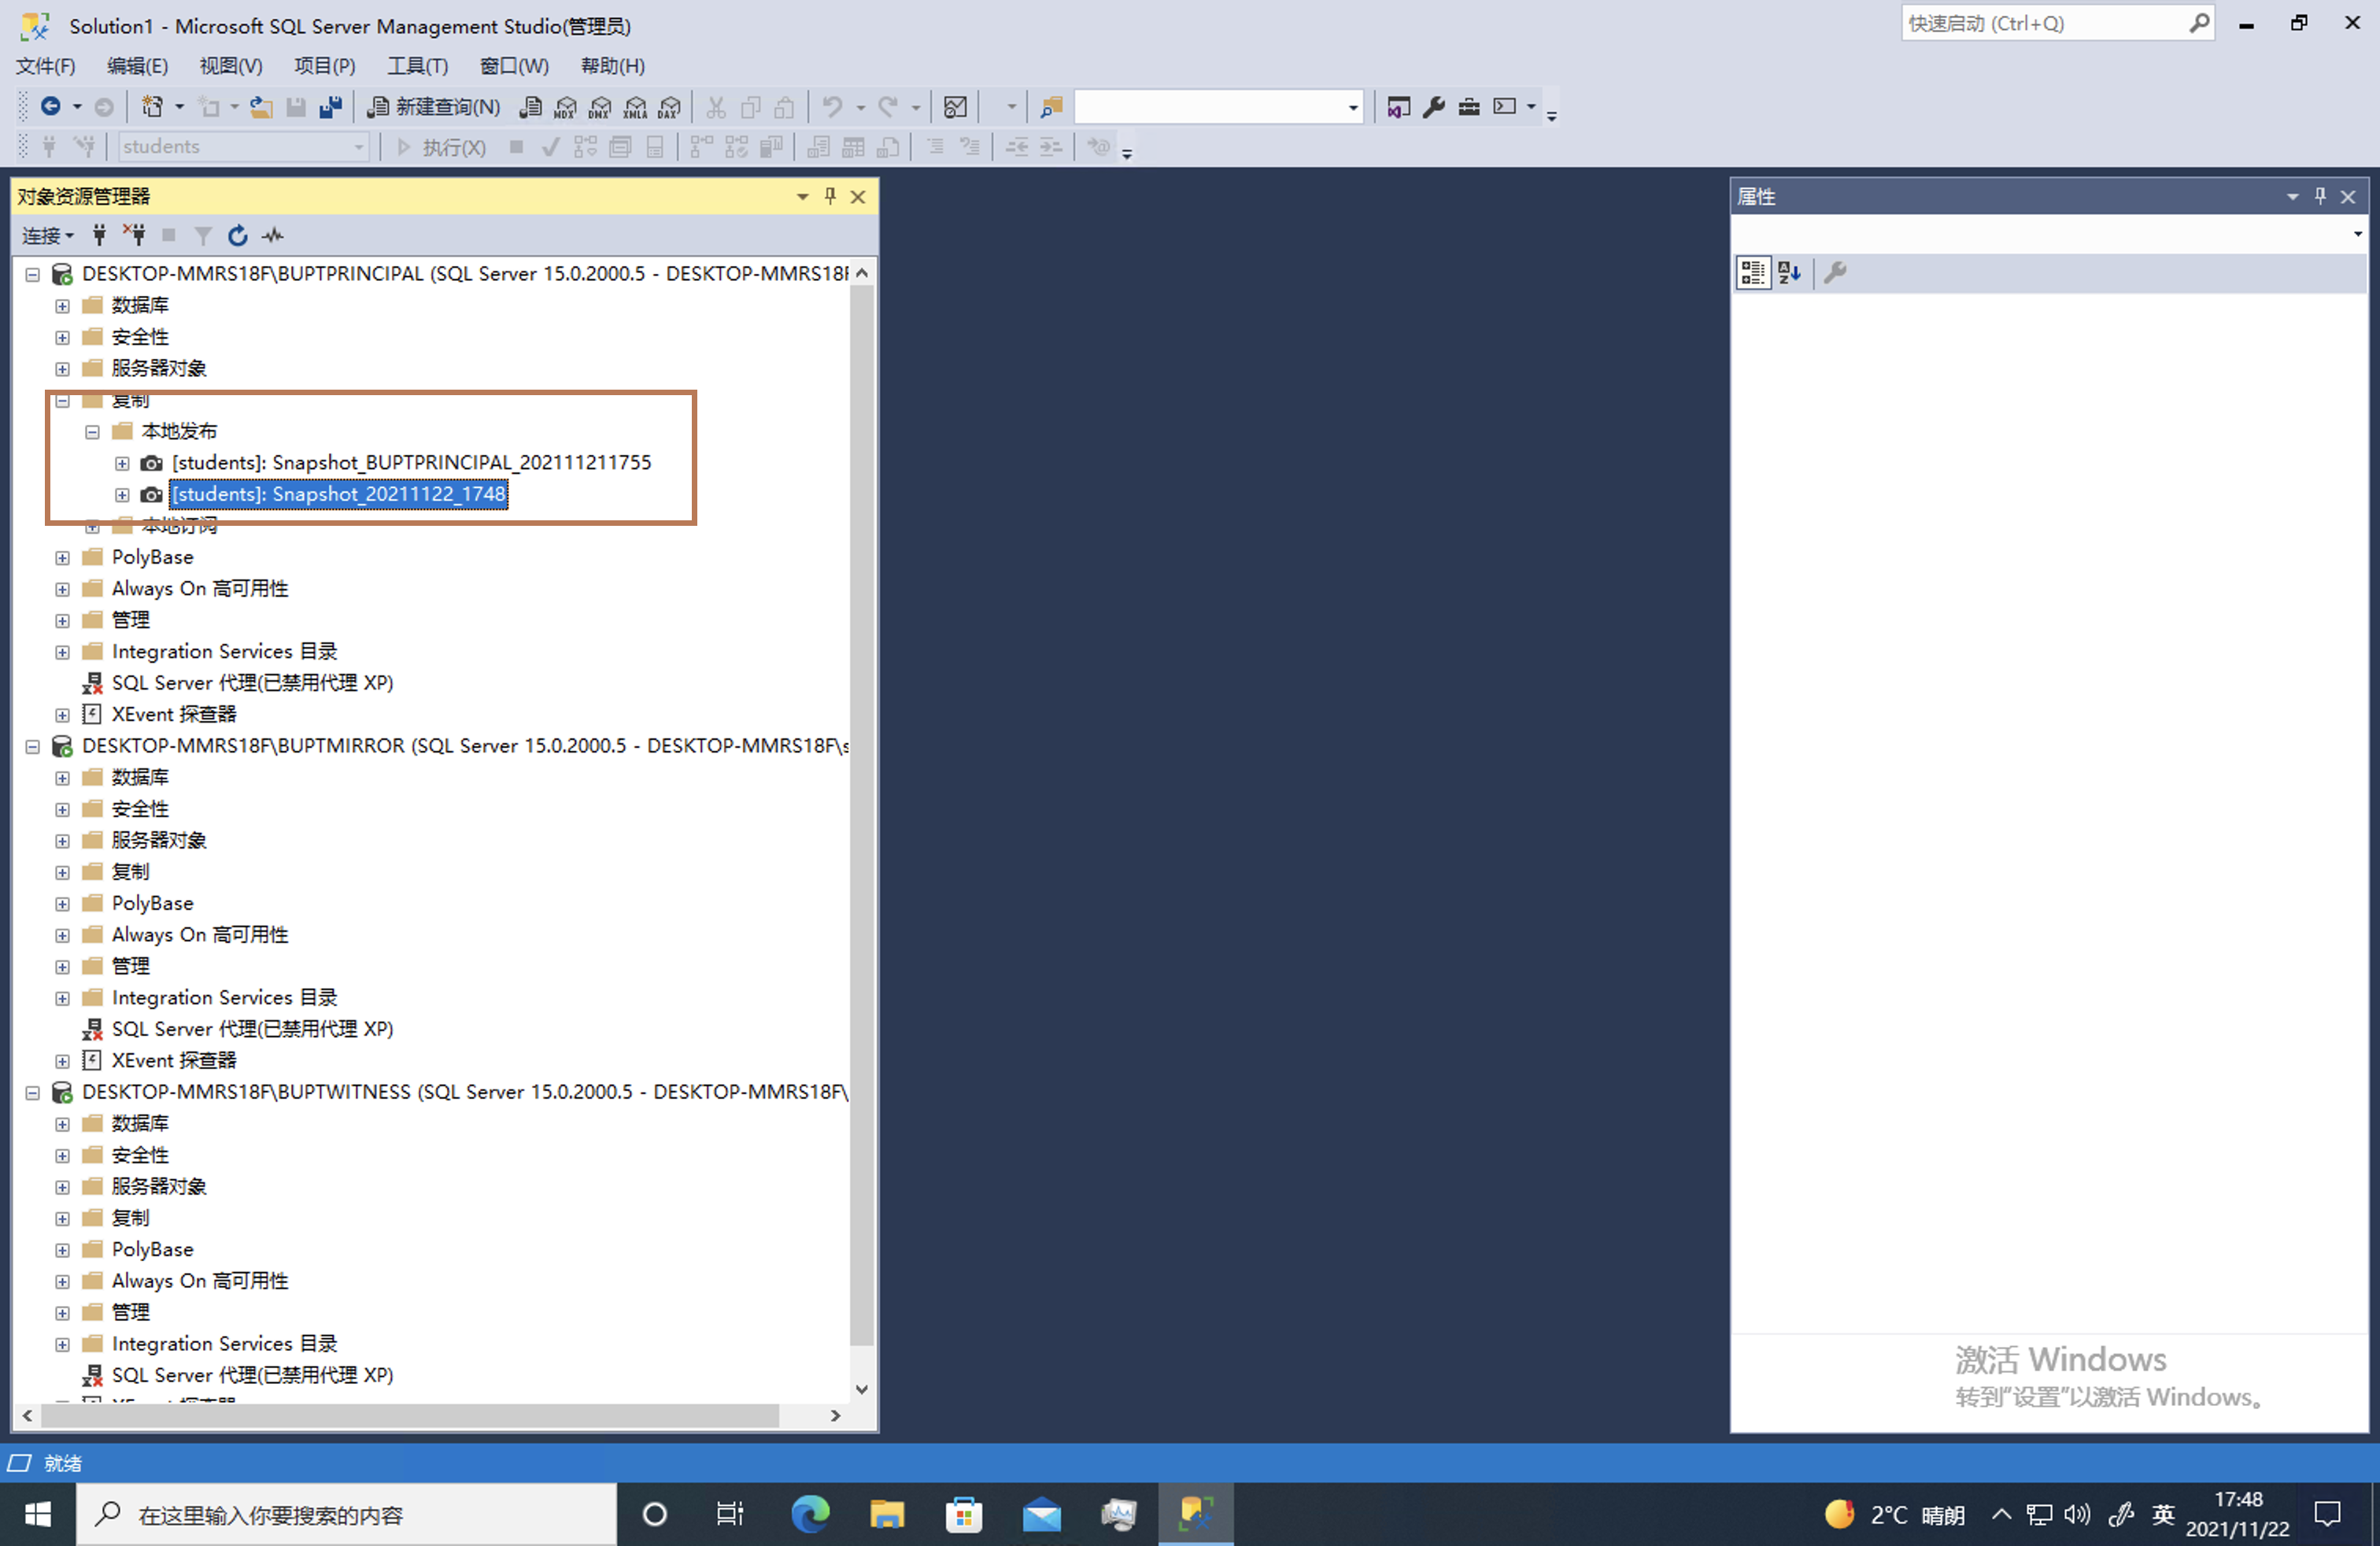 Solution1 - Microsoft SQL Server Management Studio(管理员)
快速启动 (Ctrl+Q)
文件(F) 编辑(E) 视图(V) 项目(P) 工具(T) 窗口(W) 帮助(H)
新建查询(N) MDX DMX XMLA DAX
students 执行(X)
对象资源管理器
连接
DESKTOP-MMRS18F\BUPTPRINCIPAL (SQL Server 15.0.2000.5 - DESKTOP-MMRS18F
数据库
安全性
服务器对象
复制
本地发布
[students]: Snapshot_BUPTPRINCIPAL_202111211755
[students]: Snapshot_20211122_1748
本地订阅
PolyBase
Always On 高可用性
管理
Integration Services 目录
SQL Server 代理(已禁用代理 XP)
XEvent 探查器
DESKTOP-MMRS18F\BUPTMIRROR (SQL Server 15.0.2000.5 - DESKTOP-MMRS18F\s
数据库
安全性
服务器对象
复制
PolyBase
Always On 高可用性
管理
Integration Services 目录
SQL Server 代理(已禁用代理 XP)
XEvent 探查器
DESKTOP-MMRS18F\BUPTWITNESS (SQL Server 15.0.2000.5 - DESKTOP-MMRS18F\
数据库
安全性
服务器对象
复制
PolyBase
Always On 高可用性
管理
Integration Services 目录
SQL Server 代理(已禁用代理 XP)
属性
激活 Windows
转到“设置”以激活 Windows。
就绪
在这里输入你要搜索的内容
2°C 晴朗
英
17:48
2021/11/22